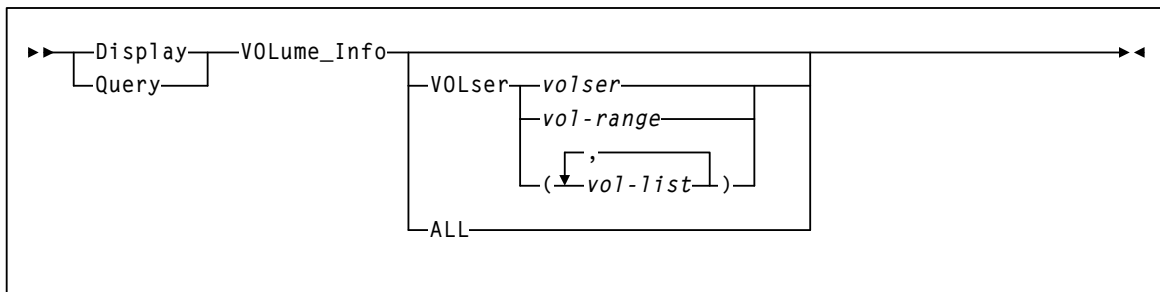 Display VOLume_Info
Query
VOLser volser
vol-range
,
( vol-list )
ALL